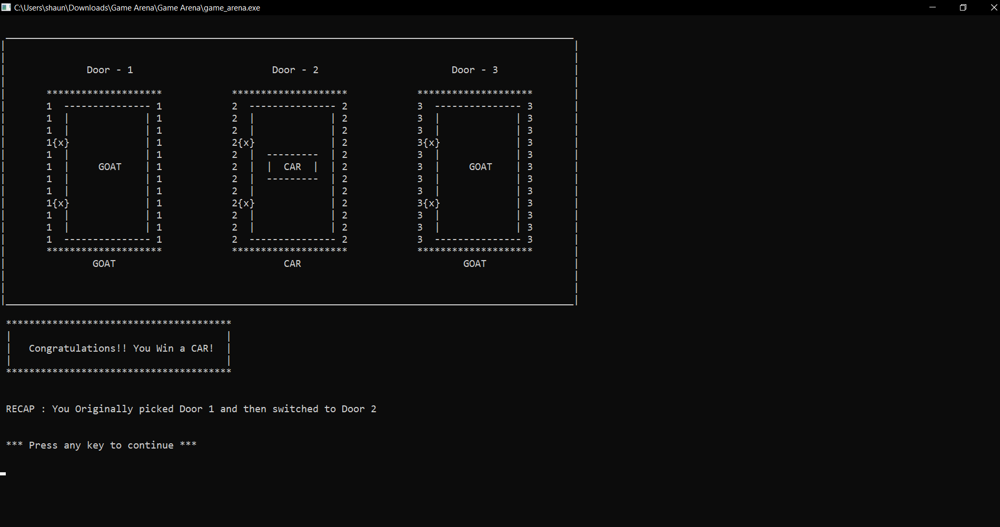 C:\Users\shaun\Downloads\Game Arena\Game Arena\game_arena.exe
Door - 1 Door - 2 Door - 3
******************** ******************** ********************
1 --------------- 1 2 --------------- 2 3 --------------- 3
1 | | 1 2 | | 2 3 | | 3
1 | | 1 2 | | 2 3 | | 3
1{x} | 1 2{x} | 2 3{x} | 3
1 | | 1 2 | --------- | 2 3 | | 3
1 | GOAT | 1 2 | | CAR | | 2 3 | GOAT | 3
1 | | 1 2 | --------- | 2 3 | | 3
1 | | 1 2 | | 2 3 | | 3
1{x} | 1 2{x} | 2 3{x} | 3
1 | | 1 2 | | 2 3 | | 3
1 | | 1 2 | | 2 3 | | 3
1 --------------- 1 2 --------------- 2 3 --------------- 3
******************** ******************** ********************
GOAT CAR GOAT
***************************************
| |
| Congratulations!! You Win a CAR! |
| |
***************************************
RECAP : You Originally picked Door 1 and then switched to Door 2
*** Press any key to continue ***